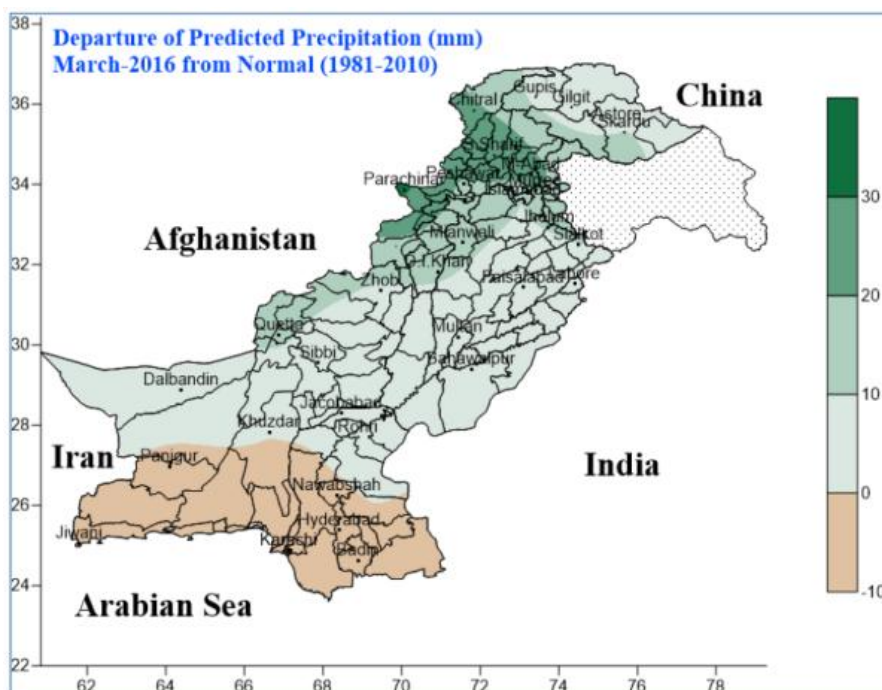 Departure of Predicted Precipitation (mm)
March-2016 from Normal (1981-2010)
38
36
34
32
30
28
26
24
22
62
64
66
68
70
72
74
76
78
China
Afghanistan
Iran
India
Arabian Sea
Gupis
Gilgit
Chitral
Astore
Skardu
Parachinar
Peshawar
Islamabad
Jhelum
Mianwali
Sialkot
D.I.Khan
Zhob
Faisalabad
Lahore
Quetta
Multan
Sibbi
Bahawalpur
Dalbandin
Jacobabad
Khuzdar
Rohri
Panjgur
Nawabshah
Hyderabad
Jiwani
Karachi
Badin
30
20
10
0
-10